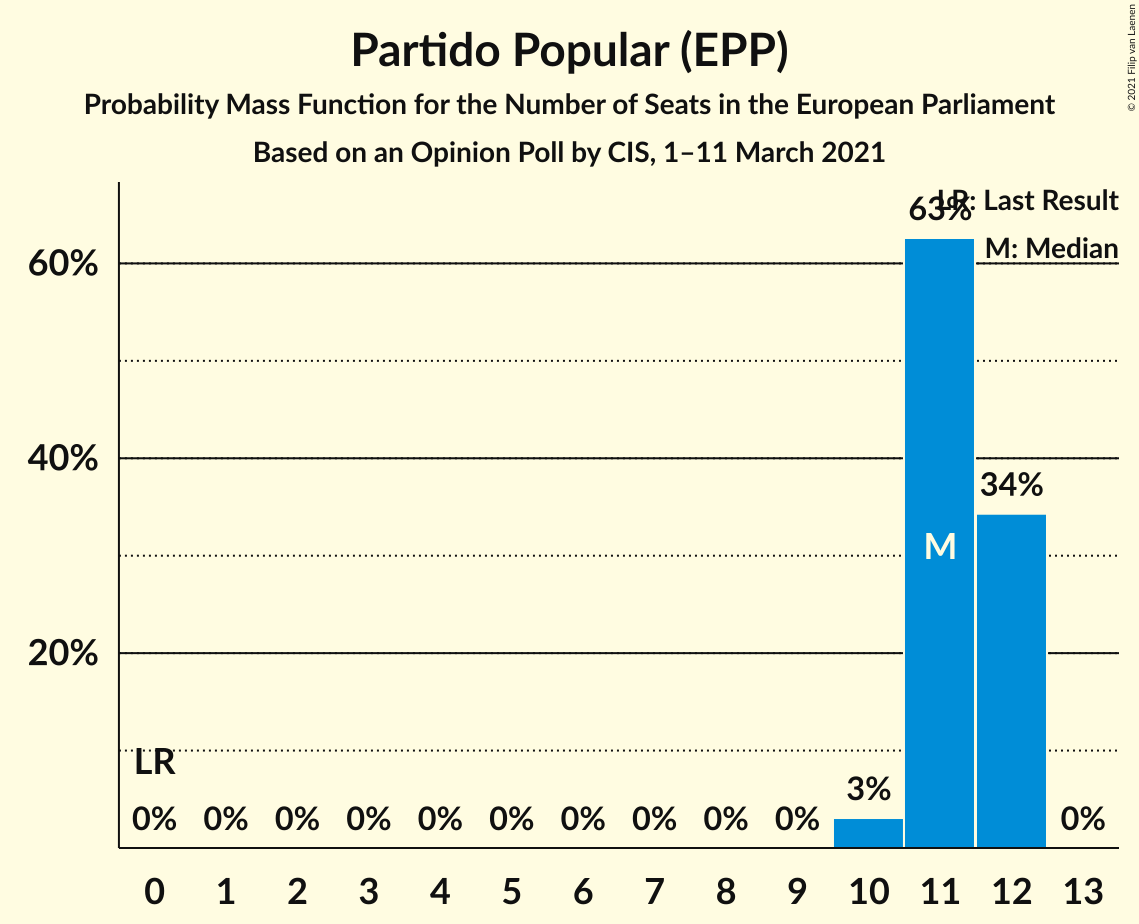 Partido Popular (EPP)
Probability Mass Function for the Number of Seats in the European Parliament
Based on an Opinion Poll by CIS, 1–11 March 2021
© 2021 Filip van Laenen
LR: Last Result
M: Median
63%
60%
40%
34%
M
20%
LR
3%
0% 0% 0% 0% 0% 0% 0% 0% 0% 0% 0%
0 1 2 3 4 5 6 7 8 9 10 11 12 13